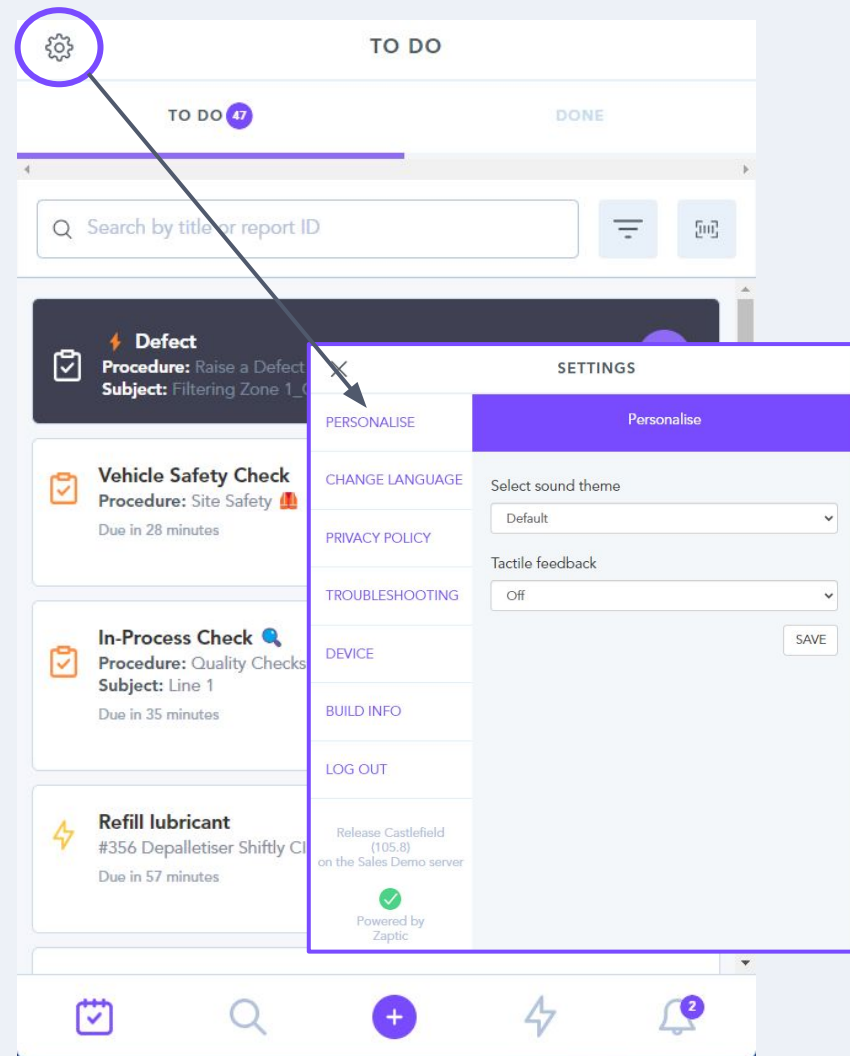 TO DO
TO DO 47
DONE
Search by title or report ID
Defect
Procedure: Raise a Defect
Subject: Filtering Zone 1_
Vehicle Safety Check
Procedure: Site Safety
Due in 28 minutes
In-Process Check
Procedure: Quality Checks
Subject: Line 1
Due in 35 minutes
Refill lubricant
#356 Depalletiser Shiftly CI
Due in 57 minutes
2
SETTINGS
PERSONALISE
CHANGE LANGUAGE
PRIVACY POLICY
TROUBLESHOOTING
DEVICE
BUILD INFO
LOG OUT
Release Castlefield
(105.8)
on the Sales Demo server
Powered by
Zaptic
Personalise
Select sound theme
Default
Tactile feedback
Off
SAVE